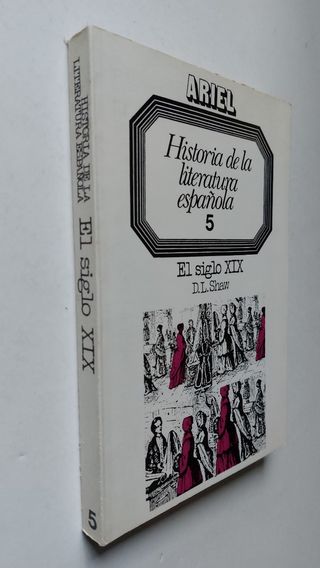 ARIEL
Historia de la
literatura
española
5
El siglo XIX
D.L.Shaw
HISTORIA DE LA
LITERATURA ESPAÑOLA
El siglo XIX
5